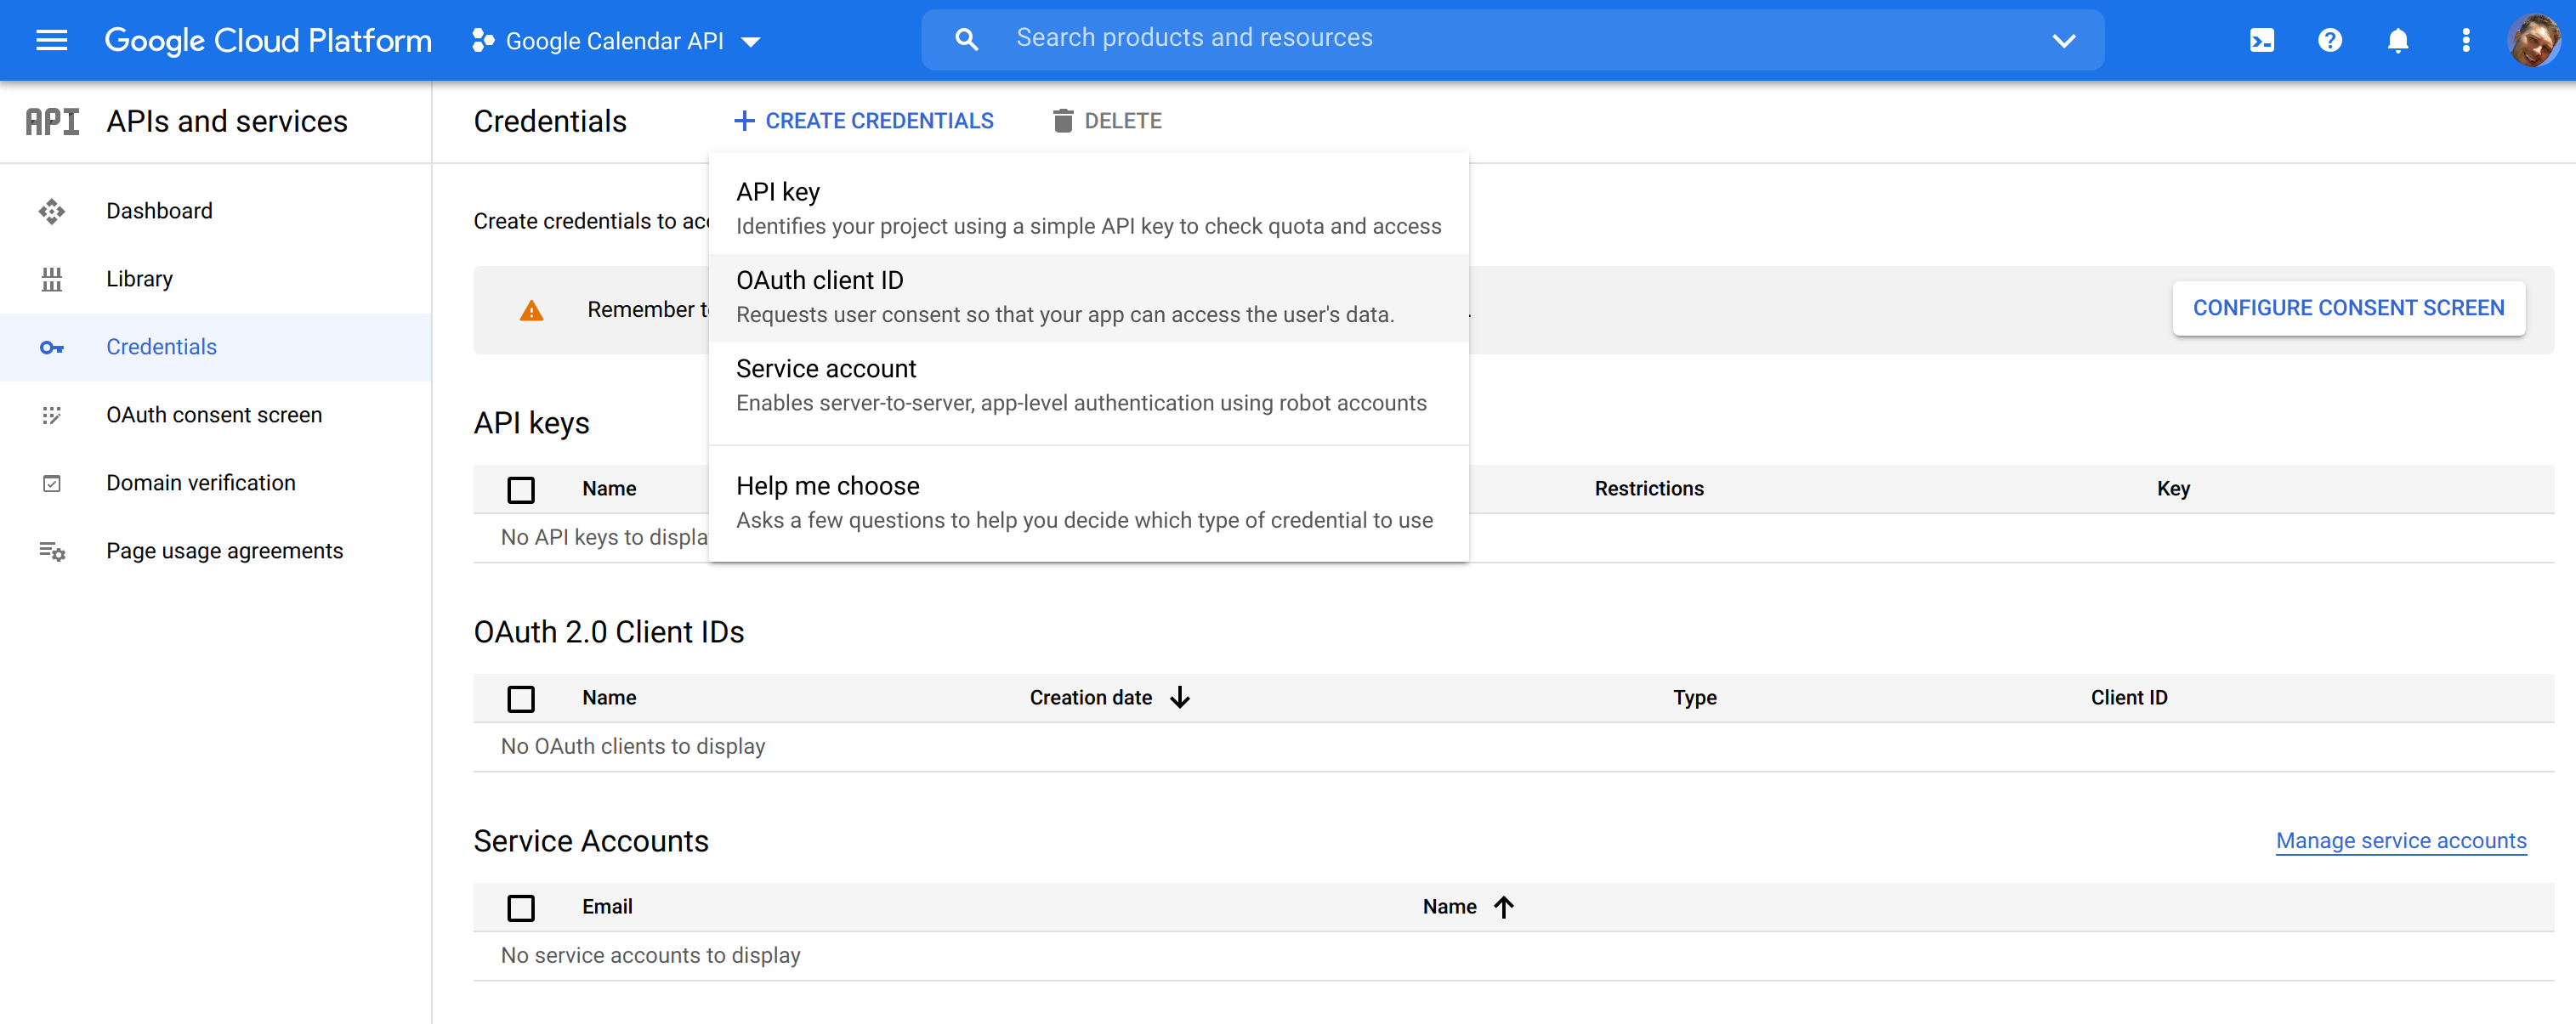 Google Cloud Platform
Google Calendar API
Search products and resources
API
APIs and services
Credentials
CREATE CREDENTIALS
DELETE
Dashboard
Library
Credentials
OAuth consent screen
Domain verification
Page usage agreements
Create credentials to
API key
Identifies your project using a simple API key to check quota and access
OAuth client ID
Requests user consent so that your app can access the user's data.
Service account
Enables server-to-server, app-level authentication using robot accounts
Help me choose
Asks a few questions to help you decide which type of credential to use
Remember
CONFIGURE CONSENT SCREEN
API keys
Name
Restrictions
Key
No API keys to
OAuth 2.0 Client IDs
Name
Creation date
Type
Client ID
No OAuth clients to display
Service Accounts
Manage service accounts
Email
Name
No service accounts to display